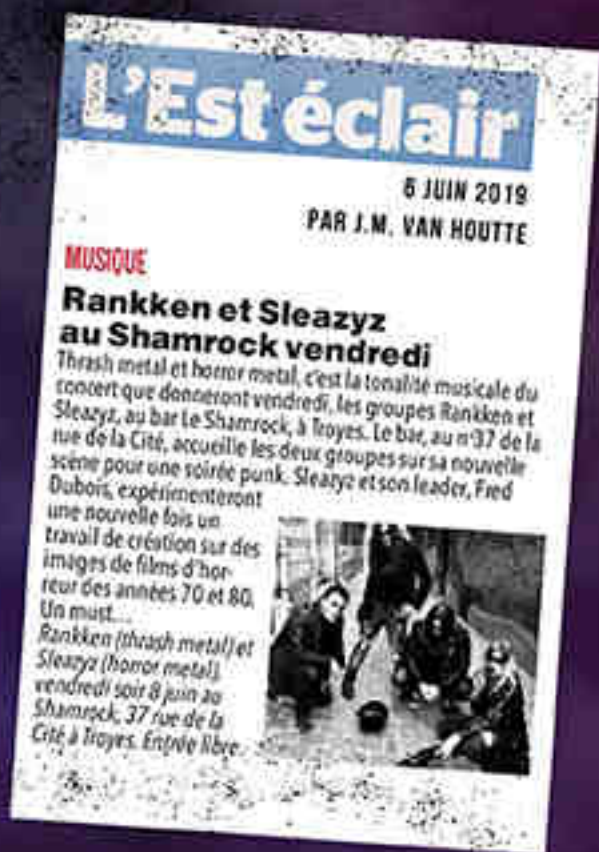 L'Est éclair
6 JUIN 2019
PAR J.M. VAN HOUTTE
MUSIQUE
Rankken et Sleazyz
au Shamrock vendredi
Thrash metal et horror metal, c'est la tonalité musicale du
concert que donneront vendredi, les groupes Rankken et
Sleazyz, au bar Le Shamrock, à Troyes. Le bar, au n°37 de la
rue de la Cité, accueille les deux groupes sur sa nouvelle
scène pour une soirée punk. Sleazyz et son leader, Fred
Dubois, expérimenteront
une nouvelle fois un
travail de création sur des
images de films d'hor-
reur des années 70 et 80.
Un must...
Rankken (thrash metal) et
Sleazyz (horror metal),
vendredi soir 8 juin au
Shamrock, 37 rue de la
Cité à Troyes. Entrée libre.